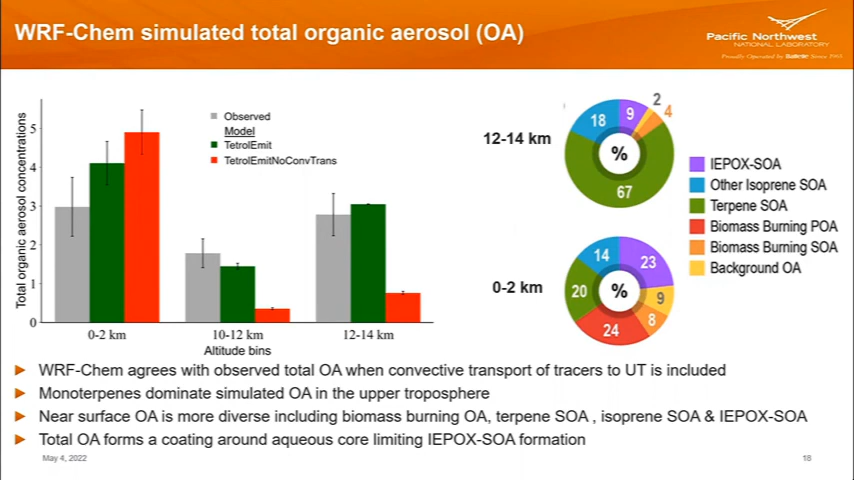 WRF-Chem simulated total organic aerosol (OA)
Pacific Northwest
NATIONAL LABORATORY
Proudly Operated by Battelle Since 1965
Total organic aerosol concentrations
5
4
3
2
1
0
Observed
Model
TetrolEmit
TetrolEmitNoConvTrans
0-2 km
10-12 km
12-14 km
Altitude bins
12-14 km
%
18
9
2
4
67
0-2 km
%
14
23
9
8
24
20
IEPOX-SOA
Other Isoprene SOA
Terpene SOA
Biomass Burning POA
Biomass Burning SOA
Background OA
WRF-Chem agrees with observed total OA when convective transport of tracers to UT is included
Monoterpenes dominate simulated OA in the upper troposphere
Near surface OA is more diverse including biomass burning OA, terpene SOA , isoprene SOA & IEPOX-SOA
Total OA forms a coating around aqueous core limiting IEPOX-SOA formation
May 4, 2022
18